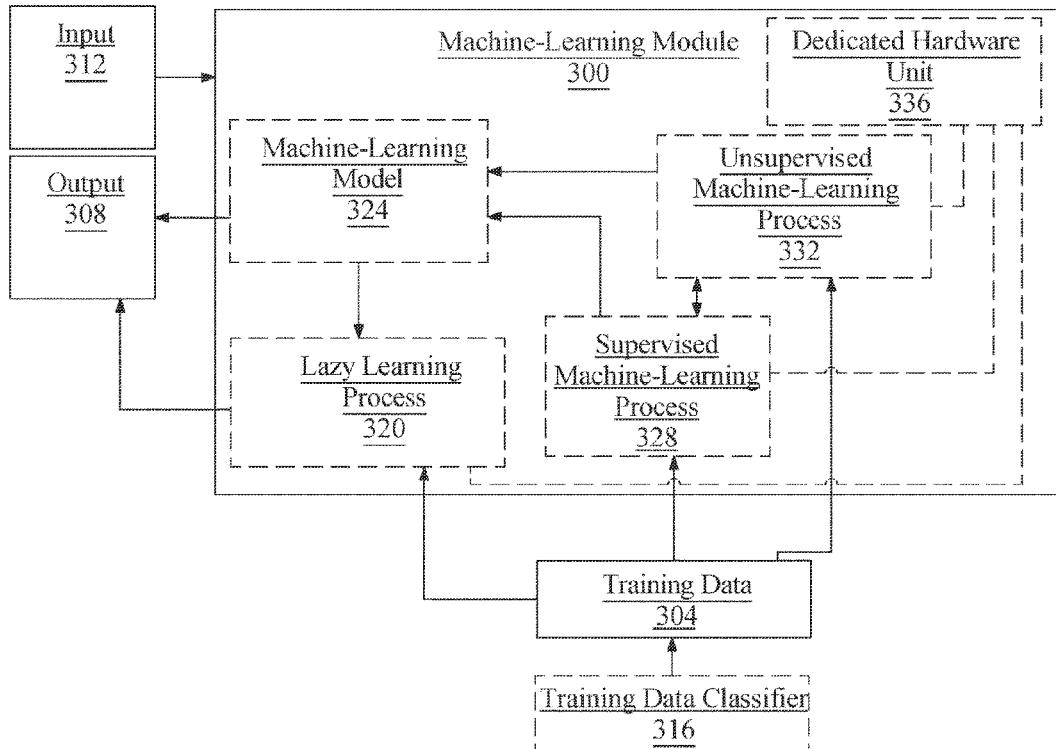 Input
312
Machine-Learning Module
300
Dedicated Hardware
Unit
336
Output
308
Machine-Learning
Model
324
Unsupervised
Machine-Learning
Process
332
Lazy Learning
Process
320
Supervised
Machine-Learning
Process
328
Training Data
304
Training Data Classifier
316